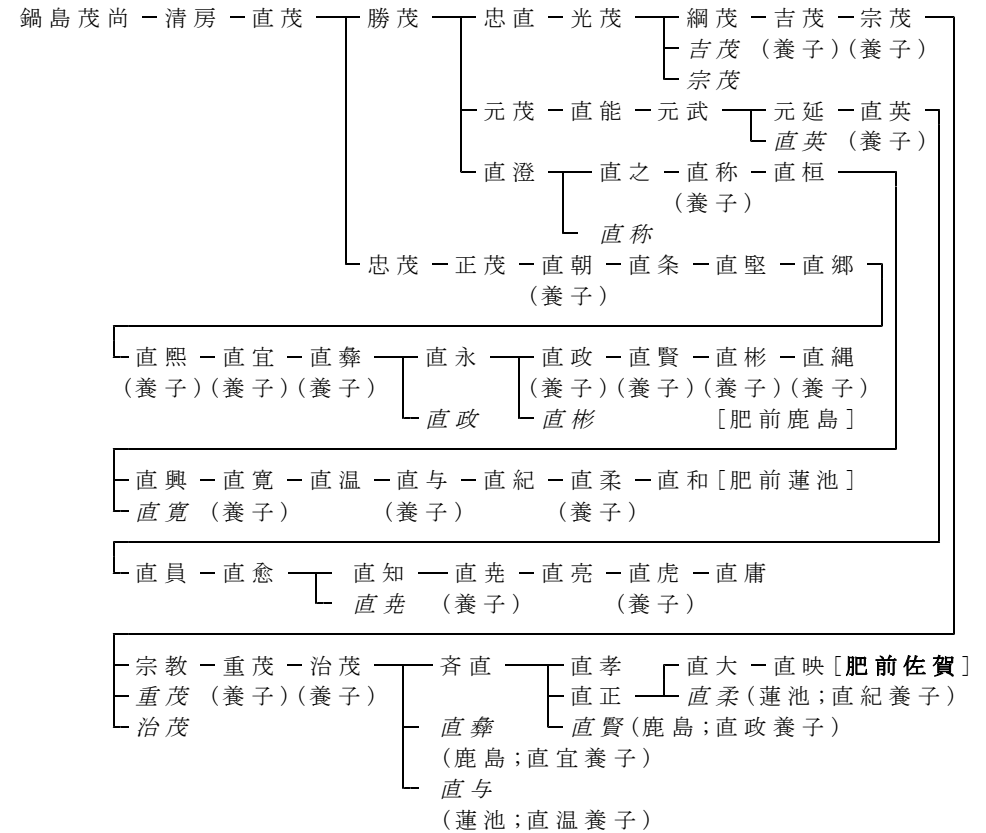 鍋島茂尚－清房－直茂 勝茂 忠直－光茂 綱茂－吉茂－宗茂
吉茂 (養子)(養子)
宗茂
元茂－直能－元武 元延－直英
直英 (養子)
直澄 直之－直称－直桓
(養子)
直称
忠茂－正茂－直朝－直条－直堅－直郷
(養子)
直熙－直宜－直彝 直永 直政－直賢－直彬－直縄
(養子)(養子)(養子) (養子)(養子)(養子)(養子)
直政 直彬 [肥前鹿島]
直興－直寛－直温－直与－直紀－直柔－直和[肥前蓮池]
直寛 (養子) (養子) (養子)
直員－直愈 直知－直尭－直亮－直虎－直庸
直尭 (養子) (養子)
宗教－重茂－治茂 斉直 直孝 直大－直映[肥前佐賀]
重茂 (養子)(養子) 直正 直柔(蓮池;直紀養子)
治茂 直彝 直賢(鹿島;直政養子)
(鹿島;直宜養子)
直与
(蓮池;直温養子)